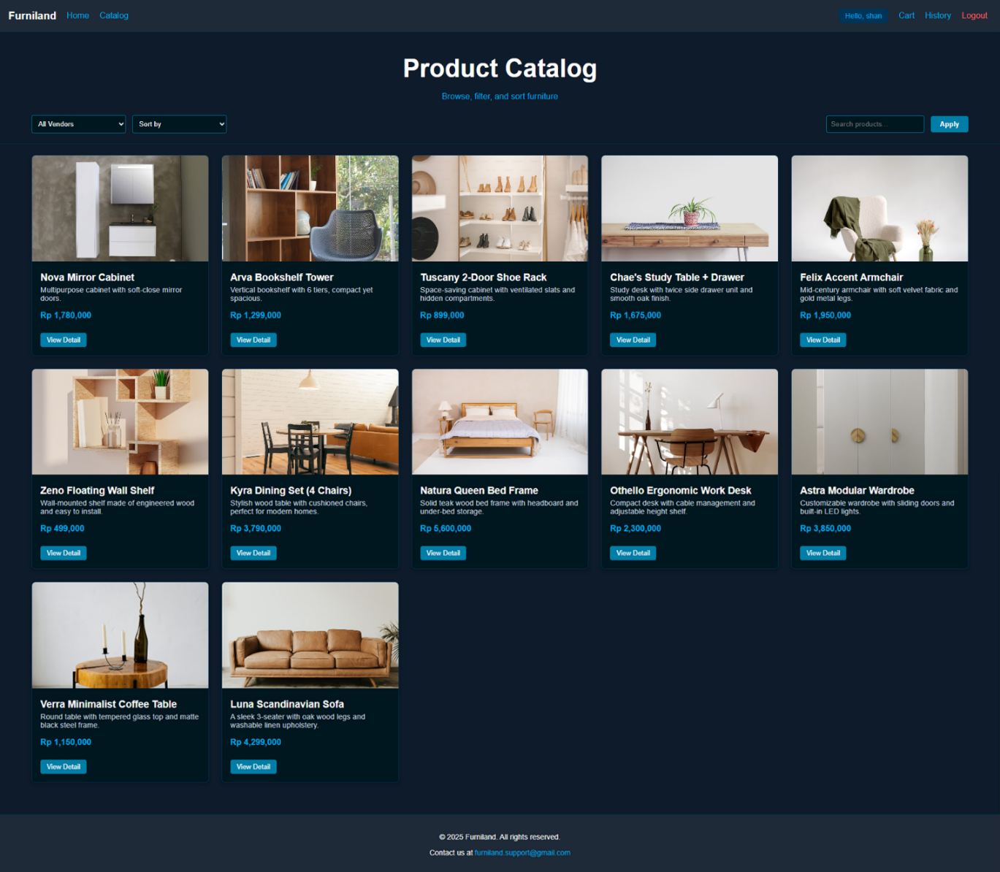 Furniland Home Catalog Hello, shan Cart History Logout
Product Catalog
Browse, filter, and sort furniture
All Vendors Sort by Search products... Apply
Nova Mirror Cabinet
Multipurpose cabinet with soft-close mirror
doors.
Rp 1,780,000
View Detail
Arva Bookshelf Tower
Vertical bookshelf with 6 tiers, compact yet
spacious.
Rp 1,299,000
View Detail
Tuscany 2-Door Shoe Rack
Space-saving cabinet with ventilated slats and
hidden compartments.
Rp 899,000
View Detail
Chae's Study Table + Drawer
Study desk with twice side drawer unit and
smooth oak finish.
Rp 1,675,000
View Detail
Felix Accent Armchair
Mid-century armchair with soft velvet fabric and
gold metal legs.
Rp 1,950,000
View Detail
Zeno Floating Wall Shelf
Wall-mounted shelf made of engineered wood
and easy to install.
Rp 499,000
View Detail
Kyra Dining Set (4 Chairs)
Stylish wood table with cushioned chairs,
perfect for modern homes.
Rp 3,790,000
View Detail
Natura Queen Bed Frame
Solid teak wood bed frame with headboard and
under-bed storage.
Rp 5,600,000
View Detail
Othello Ergonomic Work Desk
Compact desk with cable management and
adjustable height shelf.
Rp 2,300,000
View Detail
Astra Modular Wardrobe
Customizable wardrobe with sliding doors and
built-in LED lights.
Rp 3,850,000
View Detail
Verra Minimalist Coffee Table
Round table with tempered glass top and matte
black steel frame.
Rp 1,150,000
View Detail
Luna Scandinavian Sofa
A sleek 3-seater with oak wood legs and
washable linen upholstery.
Rp 4,299,000
View Detail
© 2025 Furniland. All rights reserved.
Contact us at furniland.support@gmail.com